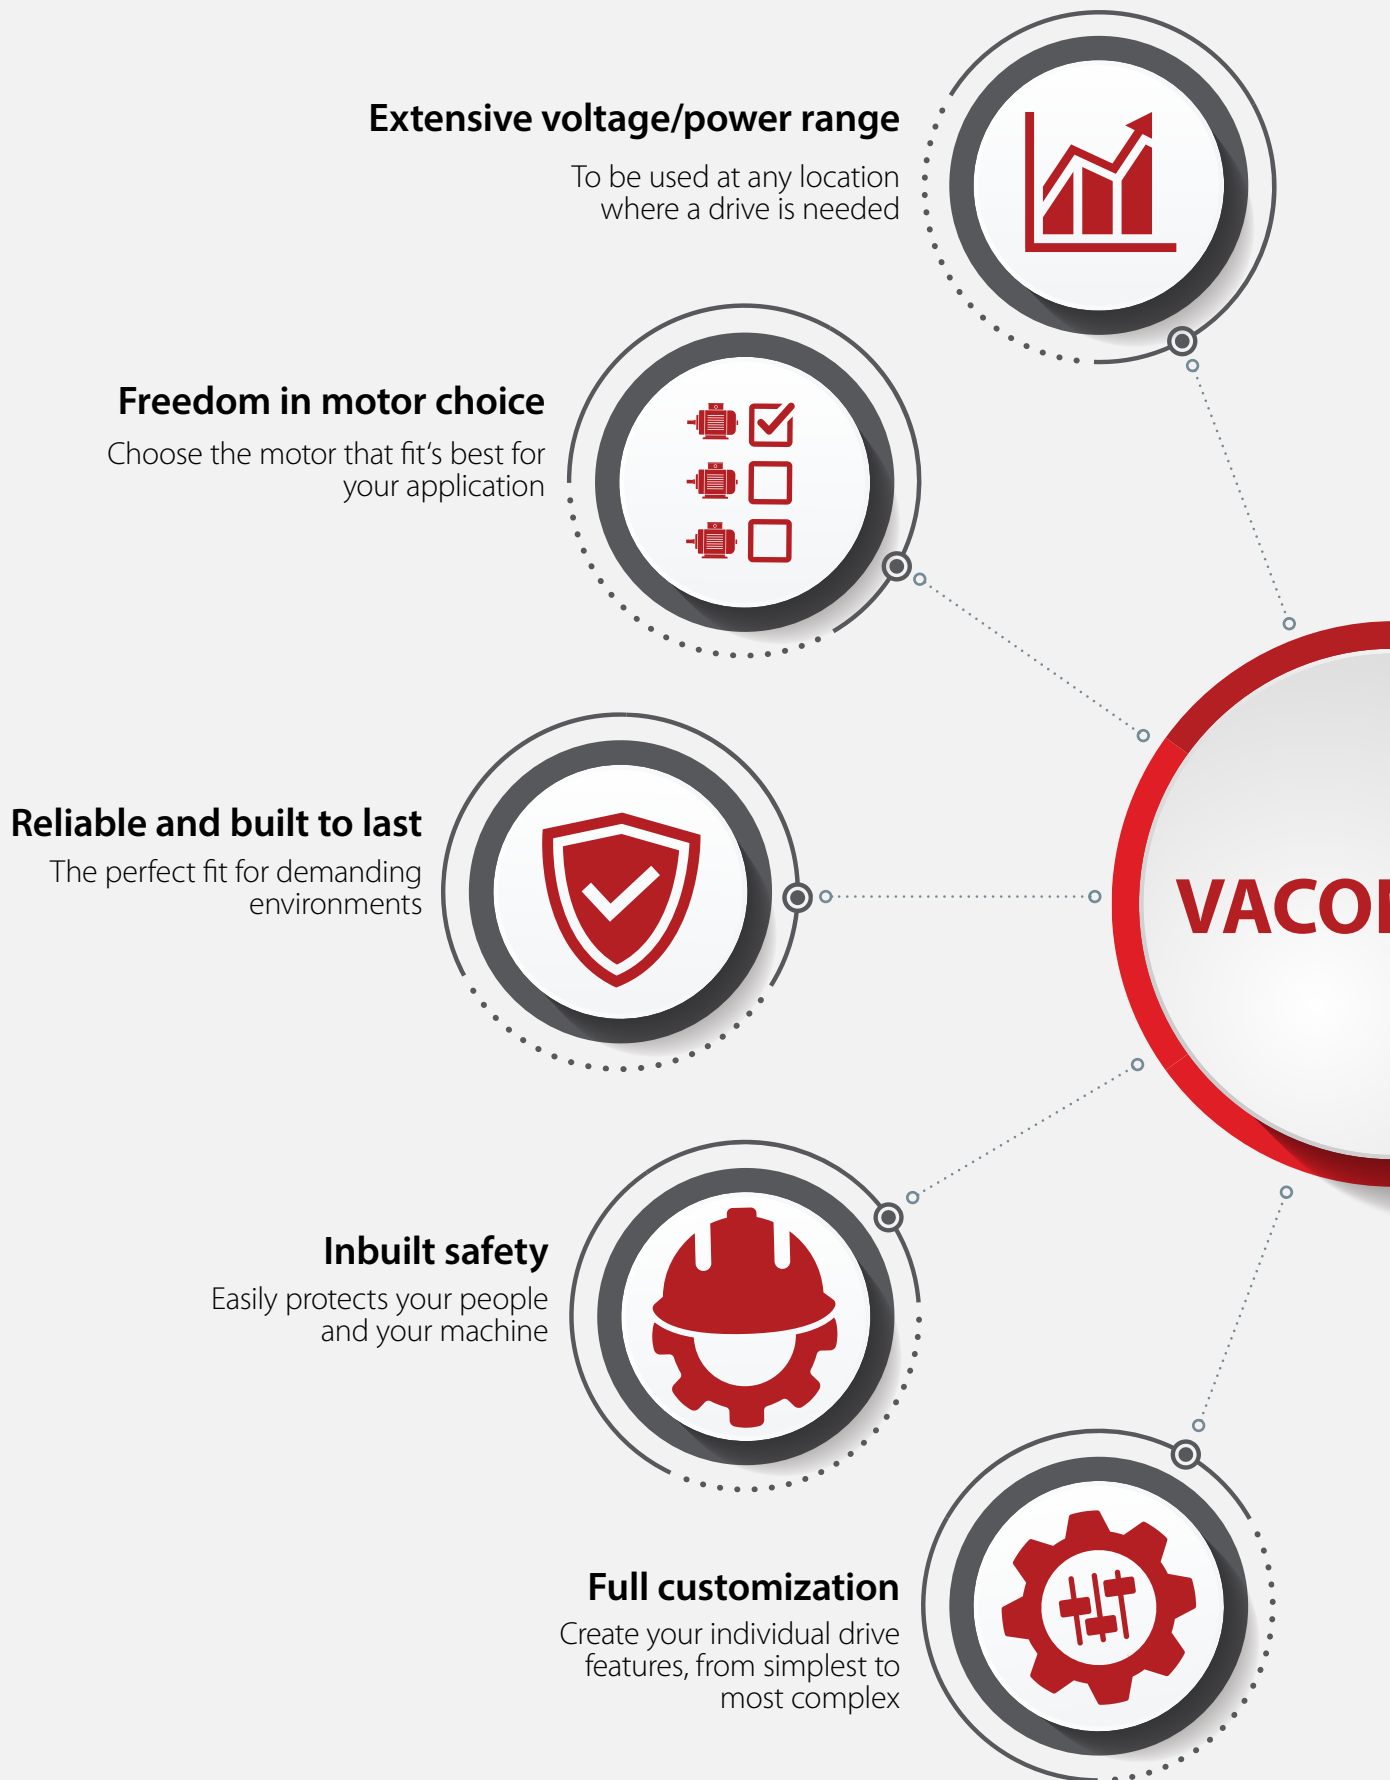 Extensive voltage/power range
To be used at any location
where a drive is needed
Freedom in motor choice
Choose the motor that fit‘s best for
your application
Reliable and built to last
The perfect fit for demanding
environments
VACO
Inbuilt safety
Easily protects your people
and your machine
Full customization
Create your individual drive
features, from simplest to
most complex